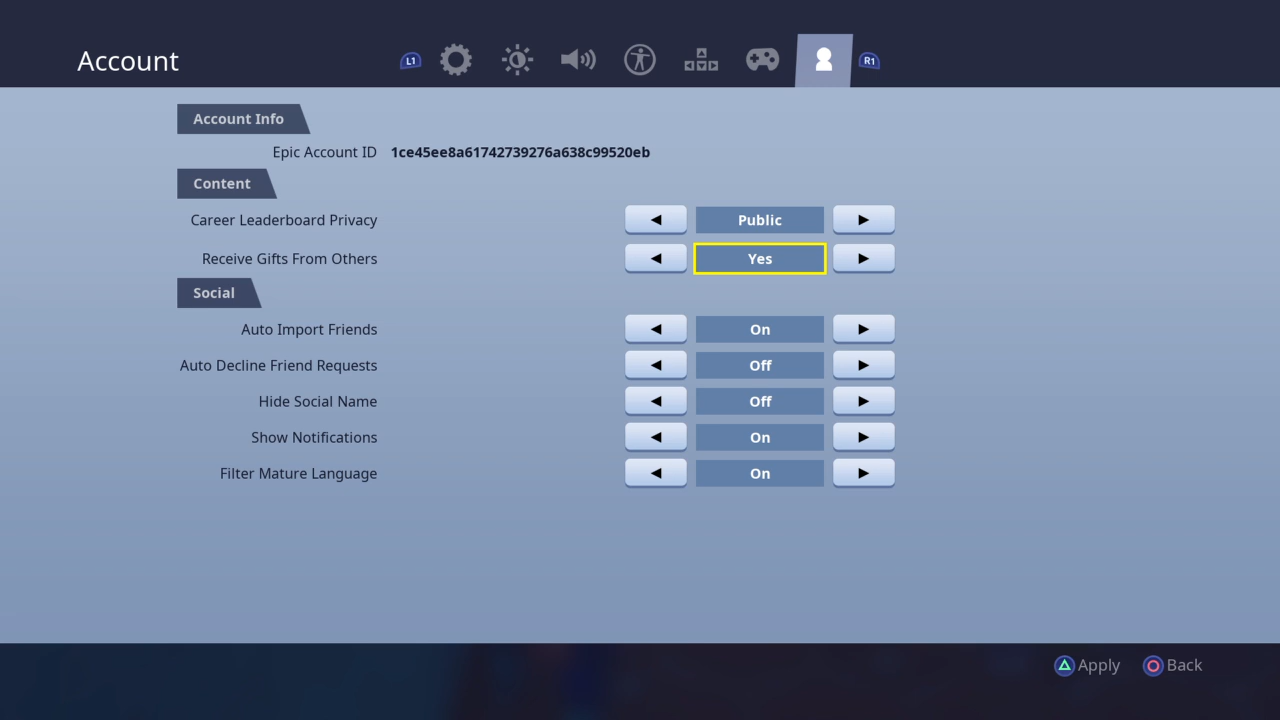 Account
L1
R1
Account Info
Epic Account ID 1ce45ee8a61742739276a638c99520eb
Content
Career Leaderboard Privacy Public
Receive Gifts From Others Yes
Social
Auto Import Friends On
Auto Decline Friend Requests Off
Hide Social Name Off
Show Notifications On
Filter Mature Language On
Apply Back